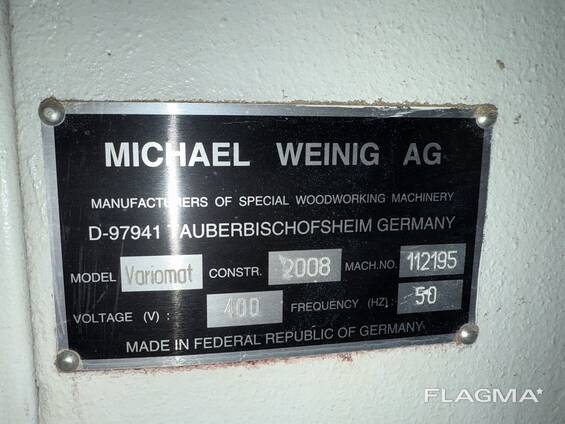 MICHAEL WEINIG AG
MANUFACTURERS OF SPECIAL WOODWORKING MACHINERY
D-97941 TAUBERBISCHOFSHEIM GERMANY
MODEL Variomat CONSTR. 2008 MACH.NO. 112195
VOLTAGE (V) : 400 FREQUENCY (HZ) : 50
MADE IN FEDERAL REPUBLIC OF GERMANY
FLAGMA*